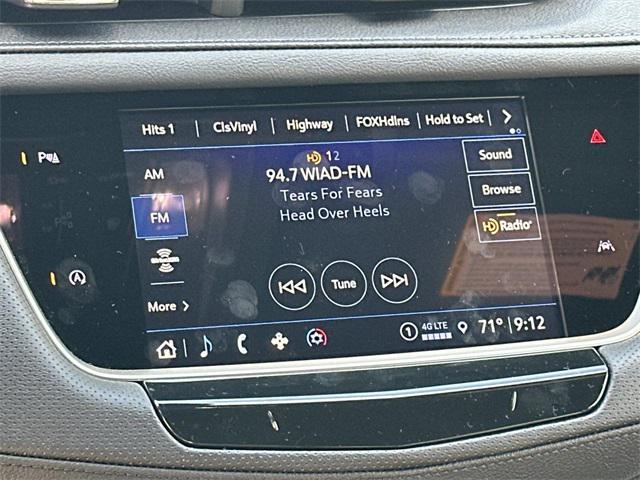 Hits 1 ClsVinyl Highway FOXHdlns Hold to Set
HD 12
94.7 WIAD-FM
Tears For Fears
Head Over Heels
AM
FM
More
Tune
Sound
Browse
HD Radio
1 4G LTE 71° 9:12
P
A